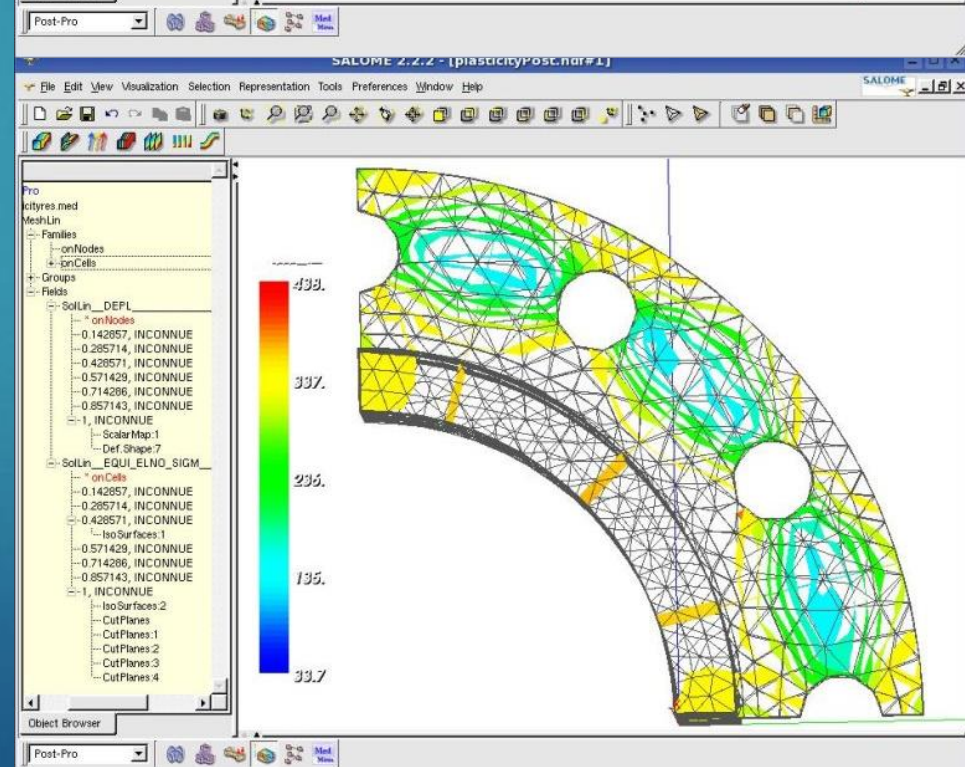 Post-Pro
Med
Mem
SALOME 2.2.2 - [plasticityPost.hdf#1]
File Edit View Visualization Selection Representation Tools Preferences Window Help
SALOME
Pro
icityres.med
MeshLin
Families
onNodes
onCells
Groups
Fields
SolLin__DEPL____
* onNodes
0.142857, INCONNUE
0.285714, INCONNUE
0.428571, INCONNUE
0.571429, INCONNUE
0.714286, INCONNUE
0.857143, INCONNUE
1, INCONNUE
ScalarMap:1
Def.Shape:7
SolLin__EQUI_ELNO_SIGM__
* onCells
0.142857, INCONNUE
0.285714, INCONNUE
0.428571, INCONNUE
IsoSurfaces:1
0.571429, INCONNUE
0.714286, INCONNUE
0.857143, INCONNUE
1, INCONNUE
IsoSurfaces:2
CutPlanes
CutPlanes:1
CutPlanes:2
CutPlanes:3
CutPlanes:4
438.
337.
236.
135.
33.7
Object Browser
Post-Pro
Med
Mem